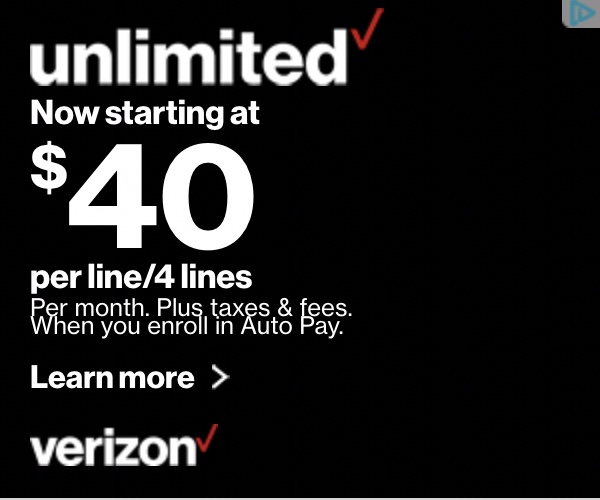 unlimited
Now starting at
$40
per line/4 lines
Per month. Plus taxes & fees.
When you enroll in Auto Pay.
Learn more >
verizon